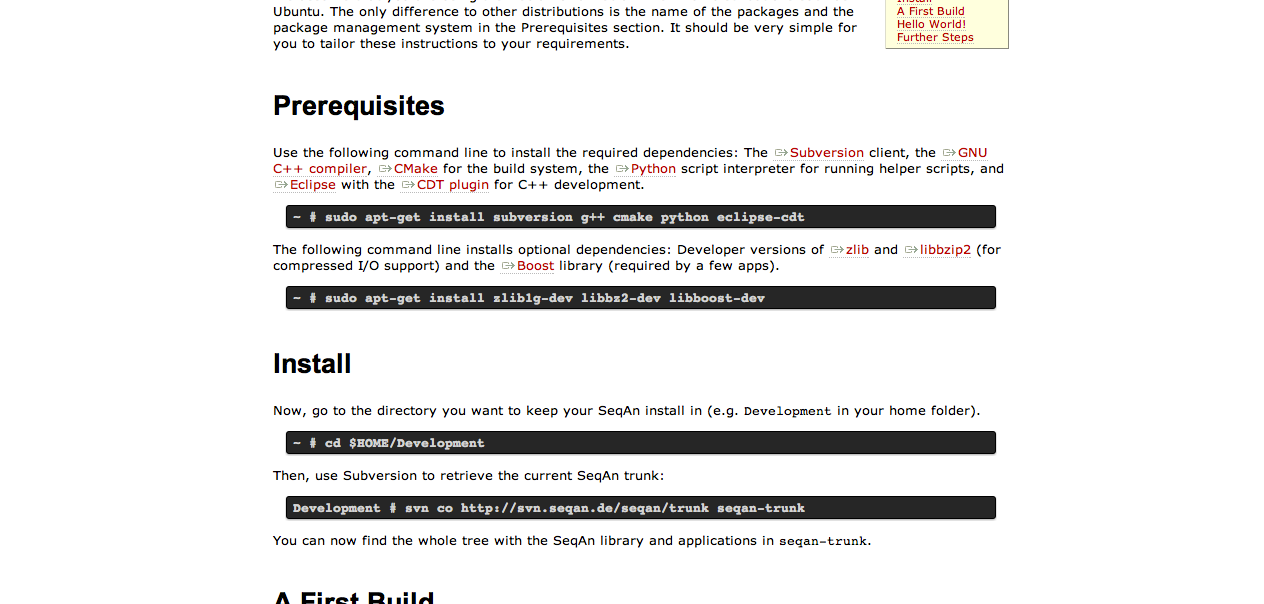 Ubuntu. The only difference to other distributions is the name of the packages and the
package management system in the Prerequisites section. It should be very simple for
you to tailor these instructions to your requirements.
Install
A First Build
Hello World!
Further Steps
Prerequisites
Use the following command line to install the required dependencies: The Subversion client, the GNU
C++ compiler, CMake for the build system, the Python script interpreter for running helper scripts, and
Eclipse with the CDT plugin for C++ development.
~ # sudo apt-get install subversion g++ cmake python eclipse-cdt
The following command line installs optional dependencies: Developer versions of zlib and libbzip2 (for
compressed I/O support) and the Boost library (required by a few apps).
~ # sudo apt-get install zlib1g-dev libbz2-dev libboost-dev
Install
Now, go to the directory you want to keep your SeqAn install in (e.g. Development in your home folder).
~ # cd $HOME/Development
Then, use Subversion to retrieve the current SeqAn trunk:
Development # svn co http://svn.seqan.de/seqan/trunk seqan-trunk
You can now find the whole tree with the SeqAn library and applications in seqan-trunk.
A First Build